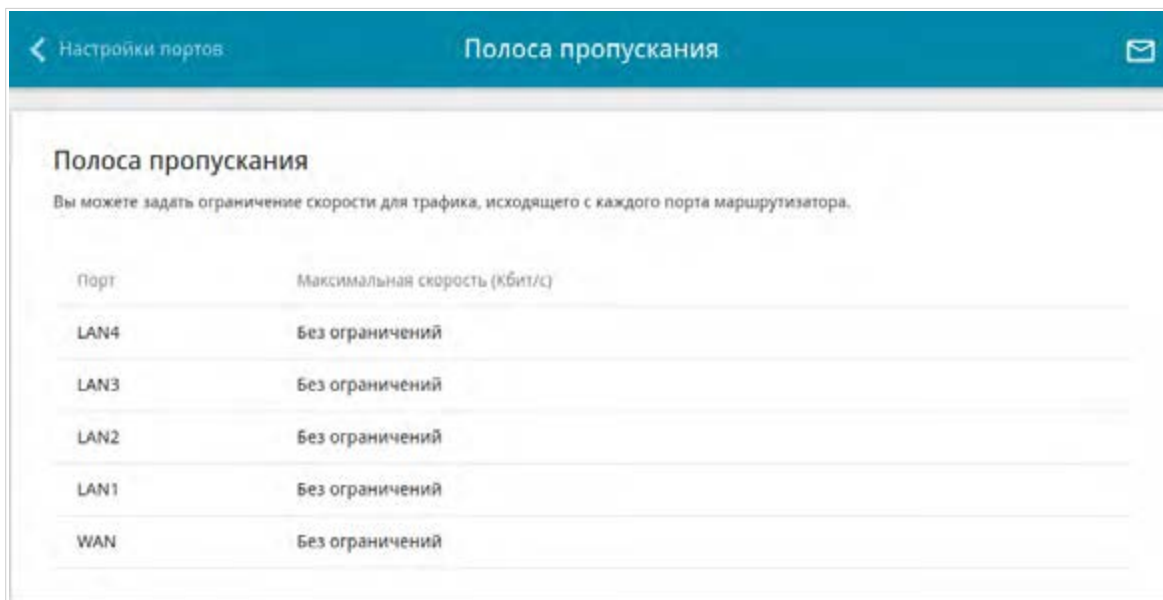 Настройки портов Полоса пропускания
Полоса пропускания
Вы можете задать ограничение скорости для трафика, исходящего с каждого порта маршрутизатора.
Порт Максимальная скорость (Кбит/с)
LAN4 Без ограничений
LAN3 Без ограничений
LAN2 Без ограничений
LAN1 Без ограничений
WAN Без ограничений